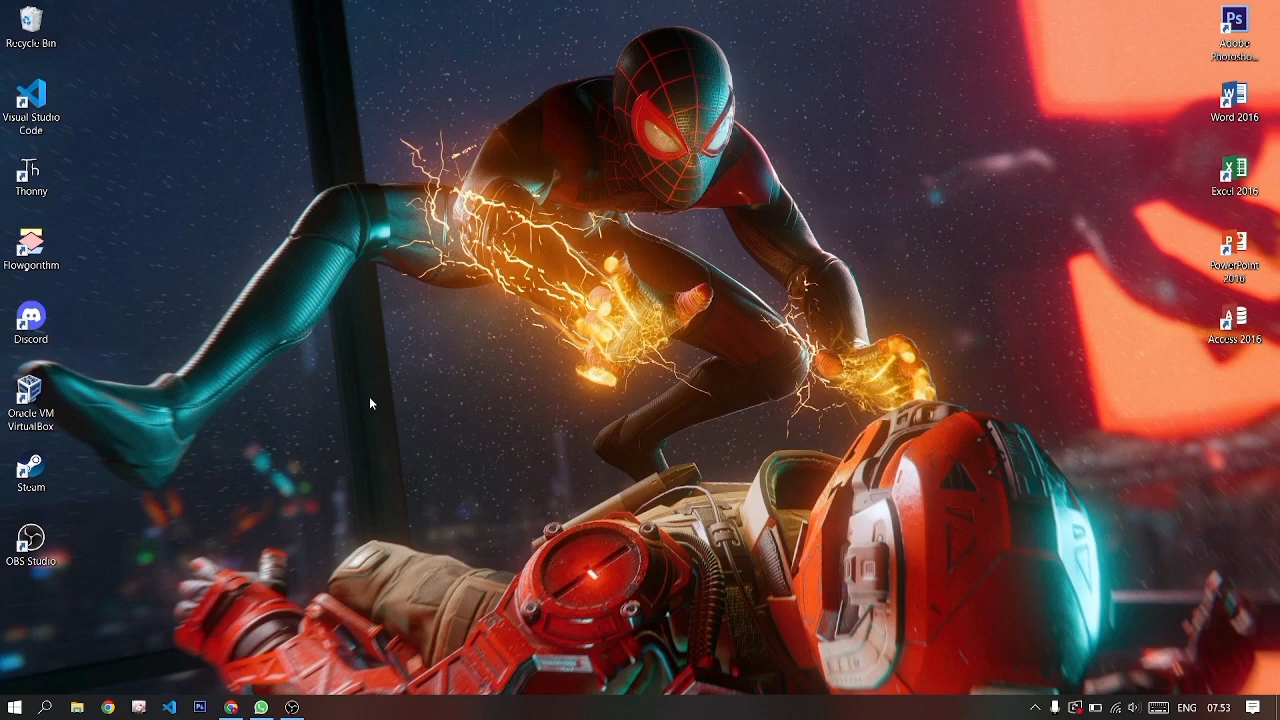 Recycle Bin
Visual Studio
Code
Thonny
Flowgorithm
Discord
Oracle VM
VirtualBox
Steam
OBS Studio
Ps
Adobe
Photosho...
Word 2016
Excel 2016
PowerPoint
2016
Access 2016
ENG
07.53